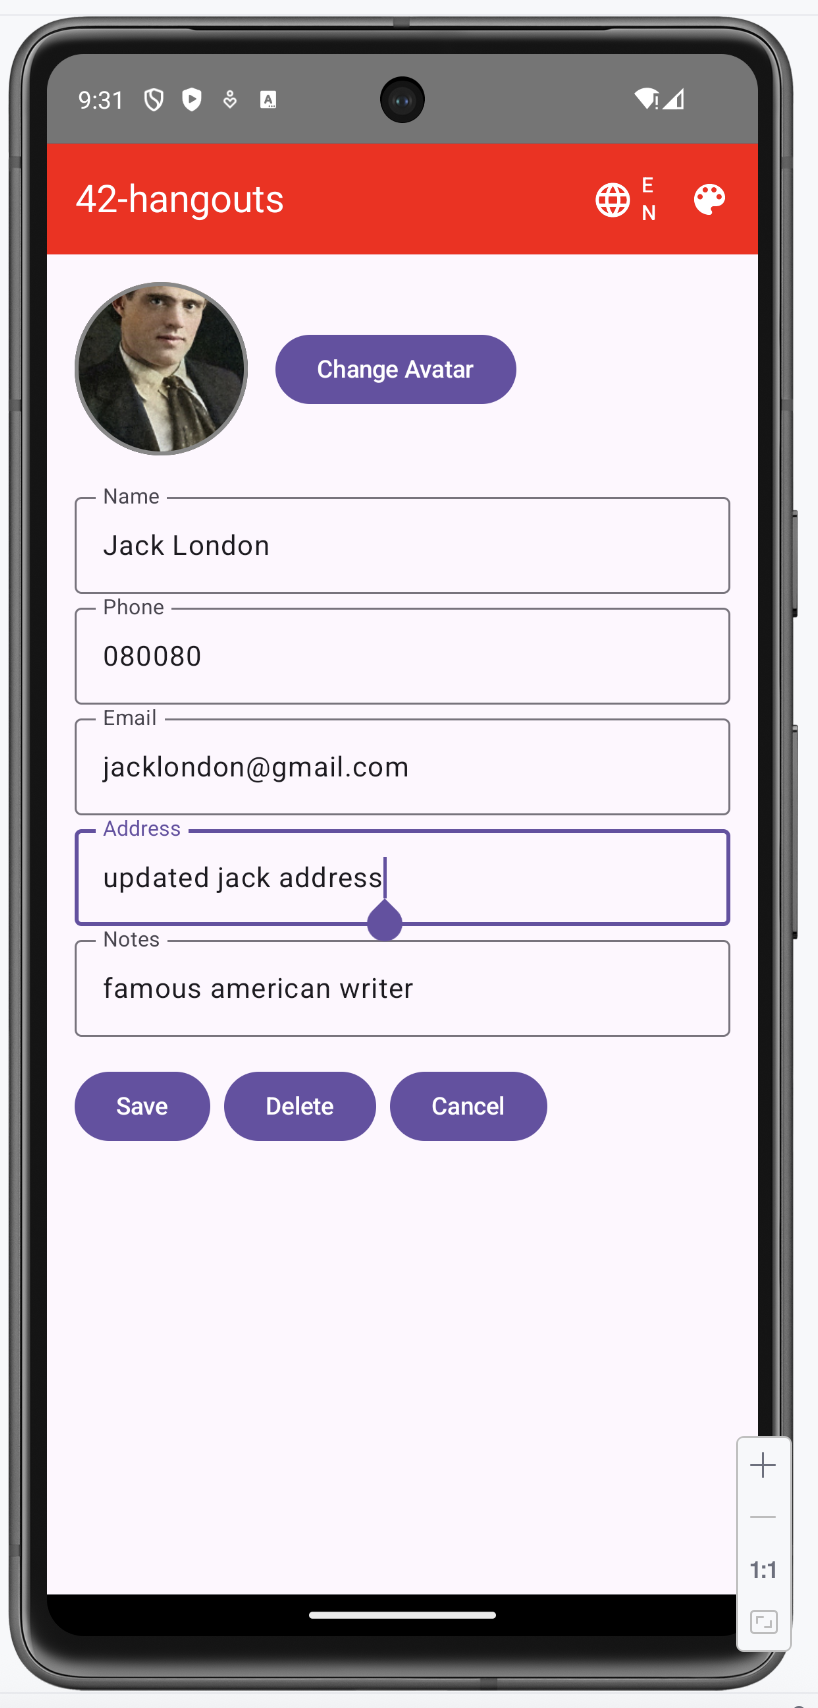 9:31
A
42-hangouts
E
N
Change Avatar
Name
Jack London
Phone
080080
Email
jacklondon@gmail.com
Address
updated jack address
Notes
famous american writer
Save
Delete
Cancel
1:1